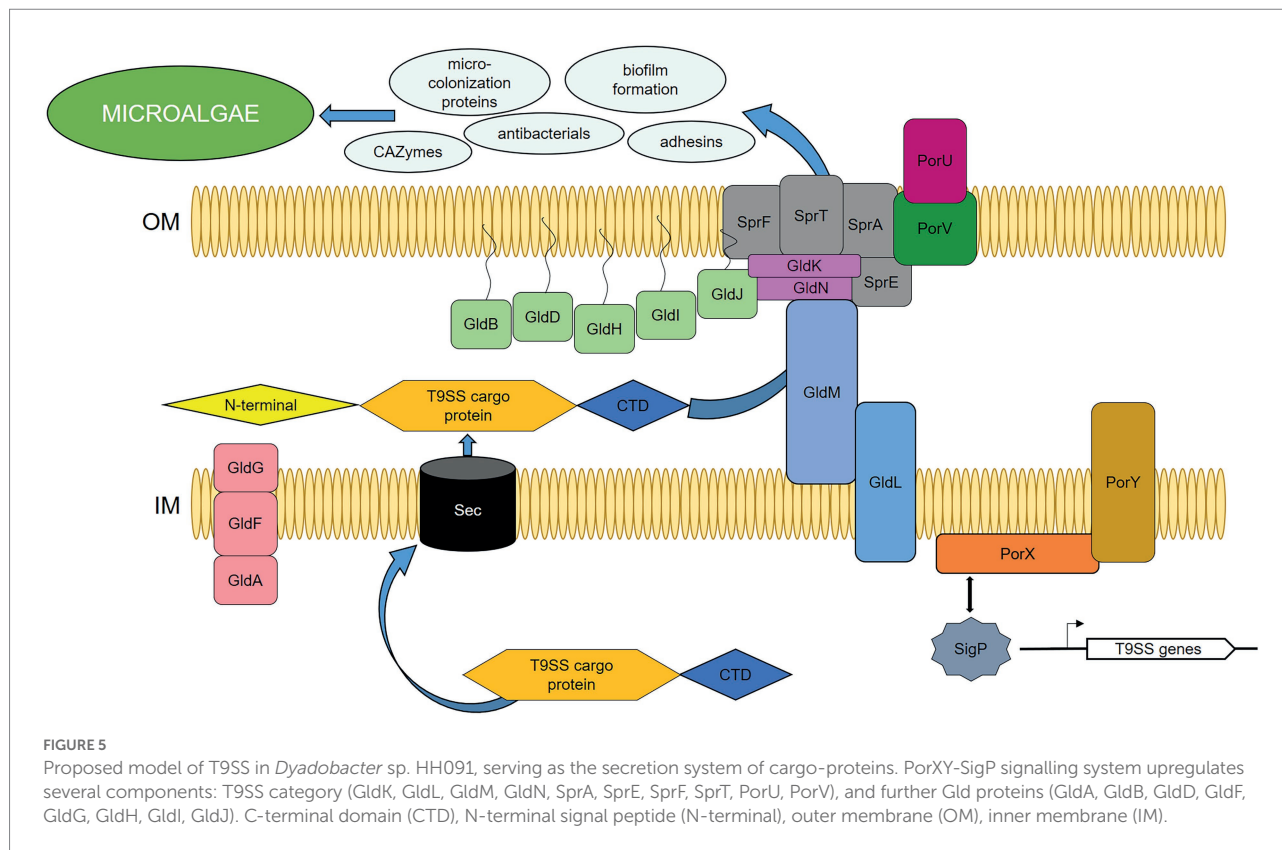 micro-
colonization
proteins
biofilm
formation
MICROALGAE
antibacterials
adhesins
CAZymes
PorU
OM
SprF
SprT
SprA
PorV
GldK
GldN
SprE
GldJ
GldI
GldH
GldD
GldB
GldM
N-terminal
T9SS cargo
protein
CTD
GldG
GldL
PorY
IM
Sec
GldF
PorX
GldA
SigP
T9SS genes
T9SS cargo
protein
CTD
FIGURE 5
Proposed model of T9SS in Dyadobacter sp. HH091, serving as the secretion system of cargo-proteins. PorXY-SigP signalling system upregulates
several components: T9SS category (GldK, GldL, GldM, GldN, SprA, SprE, SprF, SprT, PorU, PorV), and further Gld proteins (GldA, GldB, GldD, GldF,
GldG, GldH, GldI, GldJ). C-terminal domain (CTD), N-terminal signal peptide (N-terminal), outer membrane (OM), inner membrane (IM).